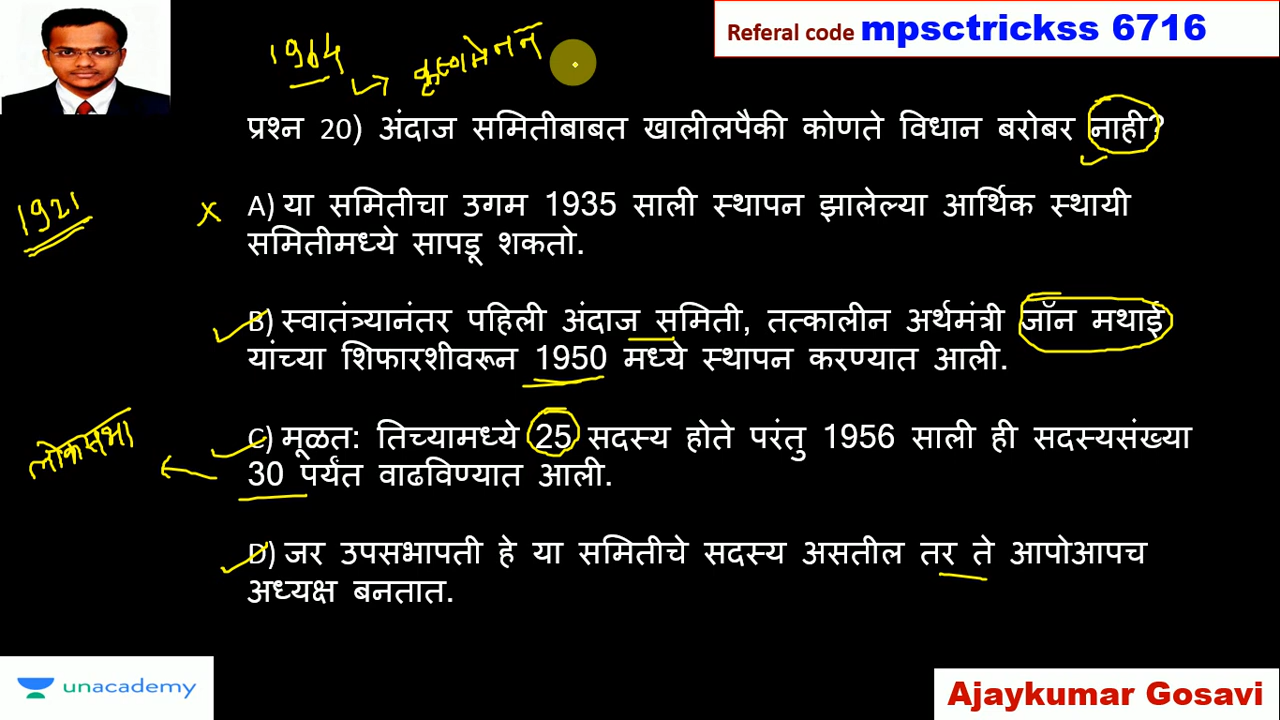 Referal code mpsctrickss 6716
1964
कृष्णमेनन
प्रश्न 20) अंदाज समितीबाबत खालीलपैकी कोणते विधान बरोबर नाही?
1921
A) या समितीचा उगम 1935 साली स्थापन झालेल्या आर्थिक स्थायी
समितीमध्ये सापडू शकतो.
B) स्वातंत्र्यानंतर पहिली अंदाज समिती, तत्कालीन अर्थमंत्री जॉन मथाई
यांच्या शिफारशीवरून 1950 मध्ये स्थापन करण्यात आली.
लोकसभा
C) मूळत: तिच्यामध्ये 25 सदस्य होते परंतु 1956 साली ही सदस्यसंख्या
30 पर्यंत वाढविण्यात आली.
D) जर उपसभापती हे या समितीचे सदस्य असतील तर ते आपोआपच
अध्यक्ष बनतात.
unacademy
Ajaykumar Gosavi